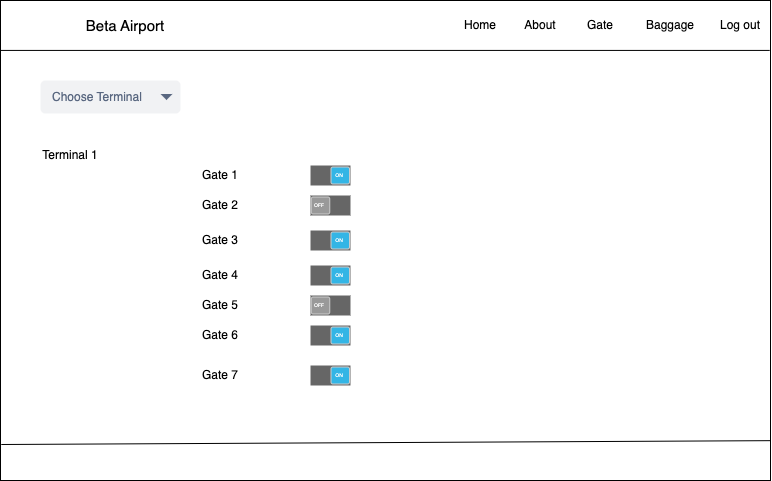 Beta Airport Home About Gate Baggage Log out
Choose Terminal
Terminal 1
Gate 1 ON
Gate 2 OFF
Gate 3 ON
Gate 4 ON
Gate 5 OFF
Gate 6 ON
Gate 7 ON